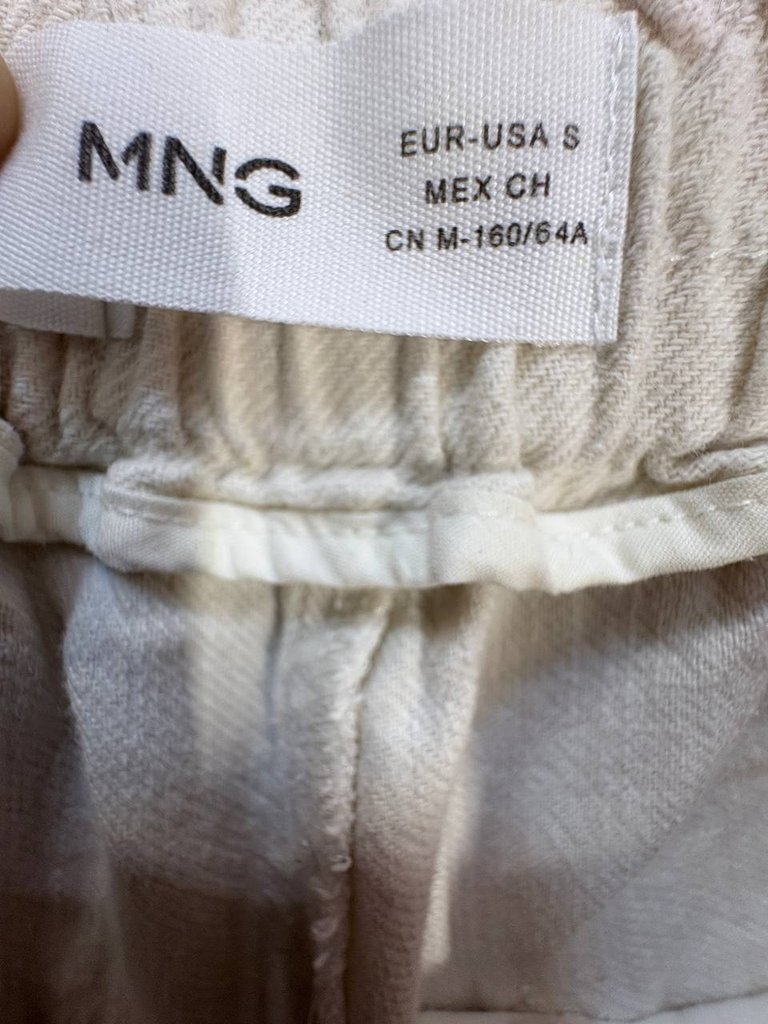 MNG
EUR-USA S
MEX CH
CN M-160/64A